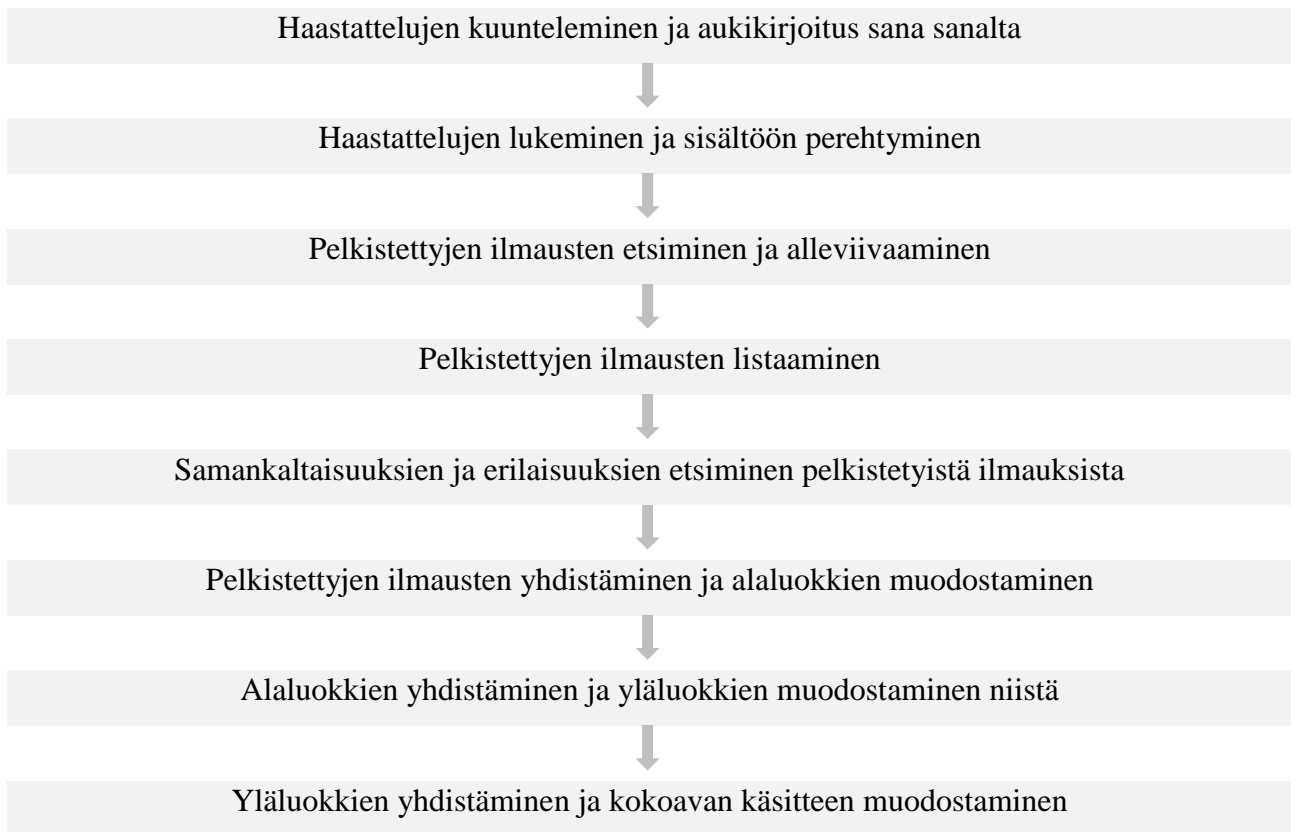 Haastattelujen kuunteleminen ja aukikirjoitus sana sanalta
Haastattelujen lukeminen ja sisältöön perehtyminen
Pelkistettyjen ilmausten etsiminen ja alleviivaaminen
Pelkistettyjen ilmausten listaaminen
Samankaltaisuuksien ja erilaisuuksien etsiminen pelkistetyistä ilmauksista
Pelkistettyjen ilmausten yhdistäminen ja alaluokkien muodostaminen
Alaluokkien yhdistäminen ja yläluokkien muodostaminen niistä
Yläluokkien yhdistäminen ja kokoavan käsitteen muodostaminen